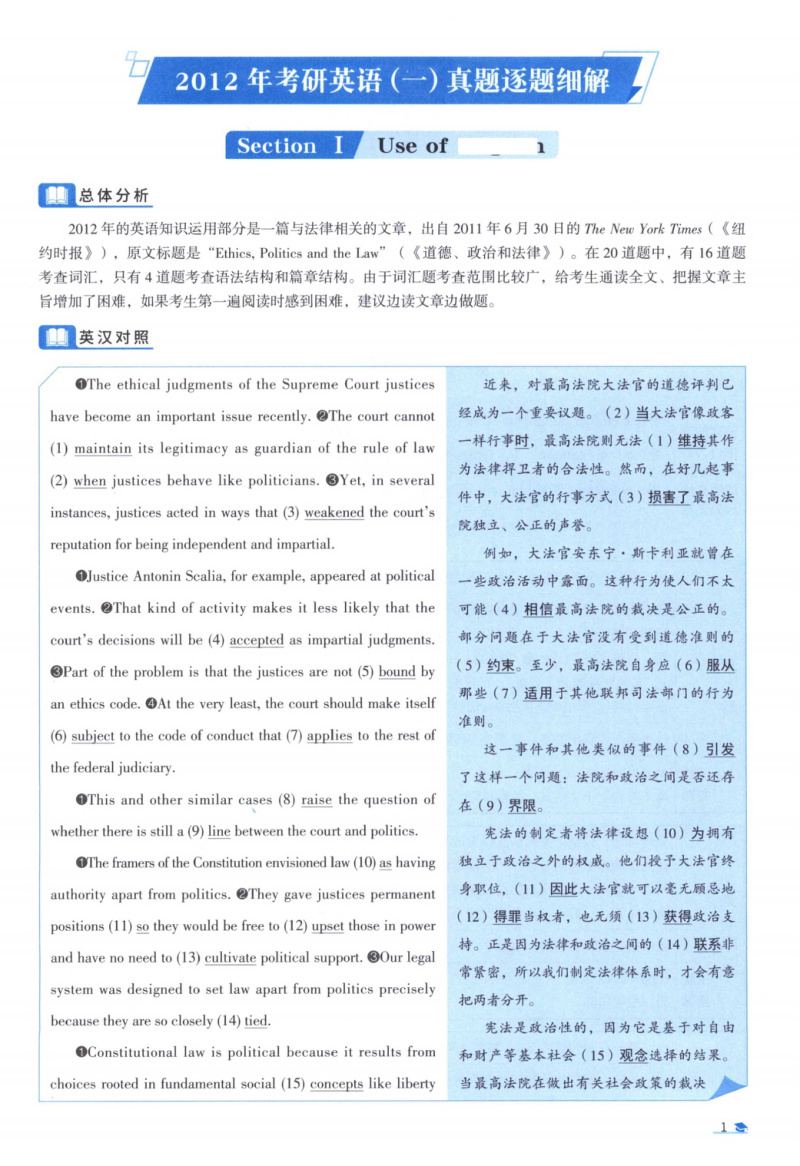 2012 年考研英语(一)真题逐题细解
Section Ⅰ Use of
总体分析
2012 年的英语知识运用部分是一篇与法律相关的文章，出自 2011 年 6 月 30 日的 The New York Times（《纽
约时报》），原文标题是“Ethics, Politics and the Law”（《道德、政治和法律》）。在 20 道题中，有 16 道题
考查词汇，只有 4 道题考查语法结构和篇章结构。由于词汇题考查范围比较广，给考生通读全文、把握文章主
旨增加了困难，如果考生第一遍阅读时感到困难，建议边读文章边做题。
英汉对照
❶The ethical judgments of the Supreme Court justices
have become an important issue recently. ❷The court cannot
(1) maintain its legitimacy as guardian of the rule of law
(2) when justices behave like politicians. ❸Yet, in several
instances, justices acted in ways that (3) weakened the court's
reputation for being independent and impartial.
❶Justice Antonin Scalia, for example, appeared at political
events. ❷That kind of activity makes it less likely that the
court's decisions will be (4) accepted as impartial judgments.
❸Part of the problem is that the justices are not (5) bound by
an ethics code. ❹At the very least, the court should make itself
(6) subject to the code of conduct that (7) applies to the rest of
the federal judiciary.
❶This and other similar cases (8) raise the question of
whether there is still a (9) line between the court and politics.
❶The framers of the Constitution envisioned law (10) as having
authority apart from politics. ❷They gave justices permanent
positions (11) so they would be free to (12) upset those in power
and have no need to (13) cultivate political support. ❸Our legal
system was designed to set law apart from politics precisely
because they are so closely (14) tied.
❶Constitutional law is political because it results from
choices rooted in fundamental social (15) concepts like liberty
近来，对最高法院大法官的道德评判已
经成为一个重要议题。（2）当大法官像政客
一样行事时，最高法院则无法（1）维持其作
为法律捍卫者的合法性。然而，在好几起事
件中，大法官的行事方式（3）损害了最高法
院独立、公正的声誉。
例如，大法官安东宁·斯卡利亚就曾在
一些政治活动中露面。这种行为使人们不太
可能（4）相信最高法院的裁决是公正的。
部分问题在于大法官没有受到道德准则的
（5）约束。至少，最高法院自身应（6）服从
那些（7）适用于其他联邦司法部门的行为
准则。
这一事件和其他类似的事件（8）引发
了这样一个问题：法院和政治之间是否还存
在（9）界限。
宪法的制定者将法律设想（10）为拥有
独立于政治之外的权威。他们授予大法官终
身职位，（11）因此大法官就可以毫无顾忌地
（12）得罪当权者，也无须（13）获得政治支
持。正是因为法律和政治之间的（14）联系非
常紧密，所以我们制定法律体系时，才会有意
把两者分开。
宪法是政治性的，因为它是基于对自由
和财产等基本社会（15）观念选择的结果。
当最高法院在做出有关社会政策的裁决
1